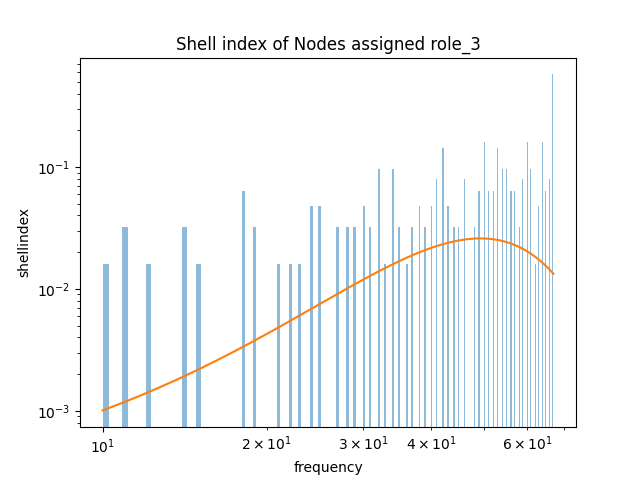 Shell index of Nodes assigned role_3
shellindex
10⁻¹
10⁻²
10⁻³
10¹
2 × 10¹
3 × 10¹
4 × 10¹
6 × 10¹
frequency